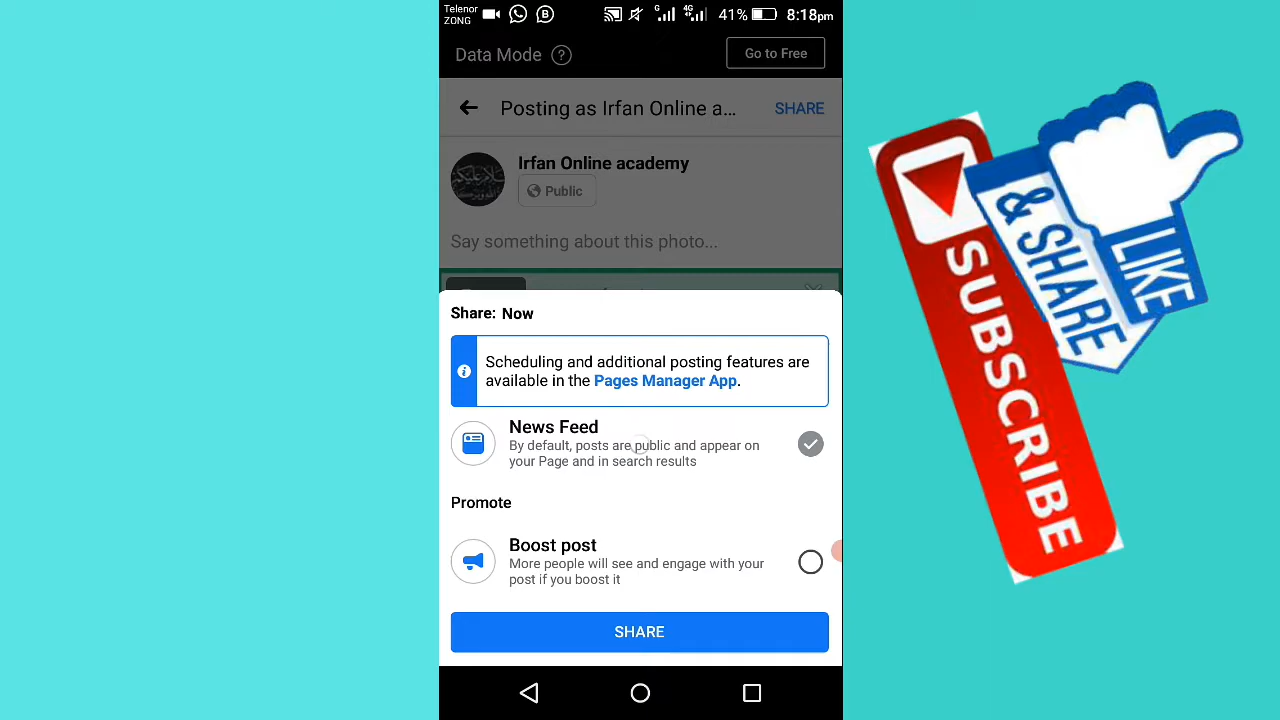 Telenor
ZONG
B
G
4G
41%
8:18pm
Data Mode ?
Go to Free
Posting as Irfan Online a...
SHARE
Irfan Online academy
Public
Say something about this photo...
Share: Now
Scheduling and additional posting features are
available in the Pages Manager App.
News Feed
By default, posts are public and appear on
your Page and in search results
Promote
Boost post
More people will see and engage with your
post if you boost it
SHARE
SUBSCRIBE
& SHARE
LIKE